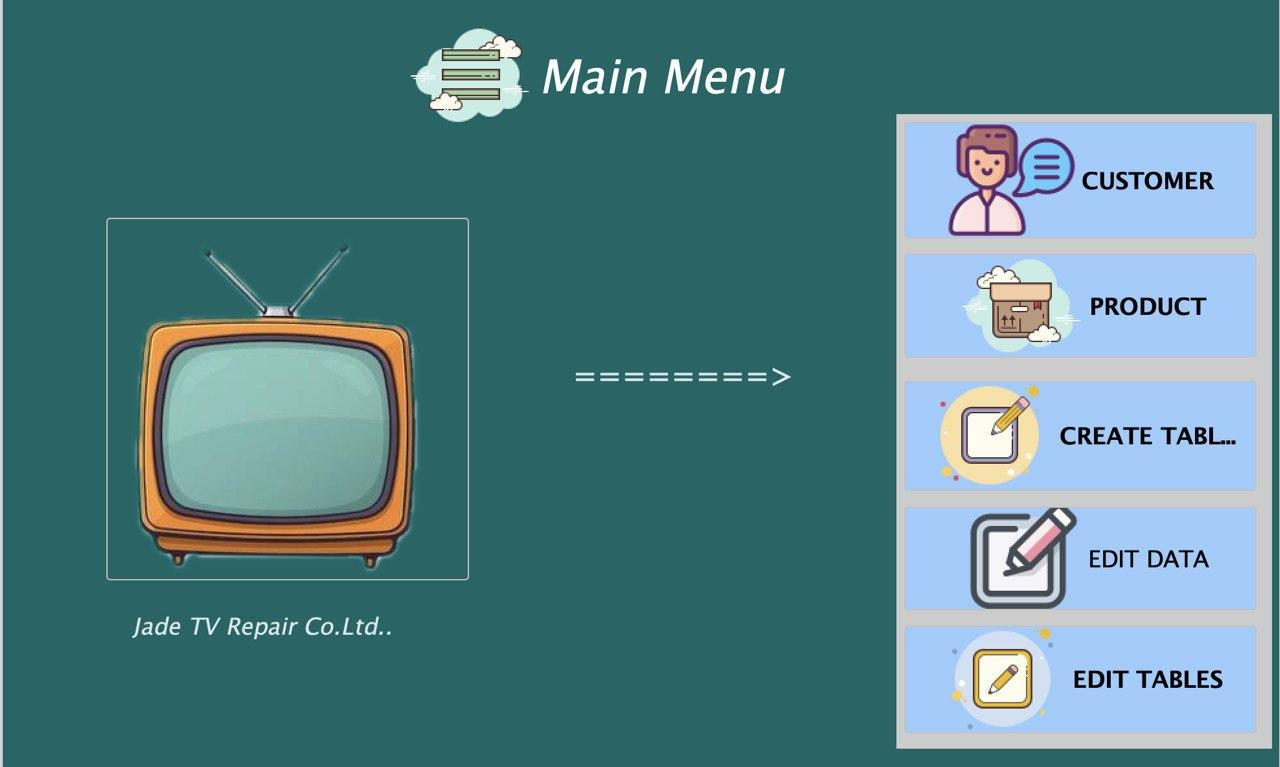 Main Menu
CUSTOMER
PRODUCT
========>
CREATE TABL...
EDIT DATA
Jade TV Repair Co.Ltd..
EDIT TABLES